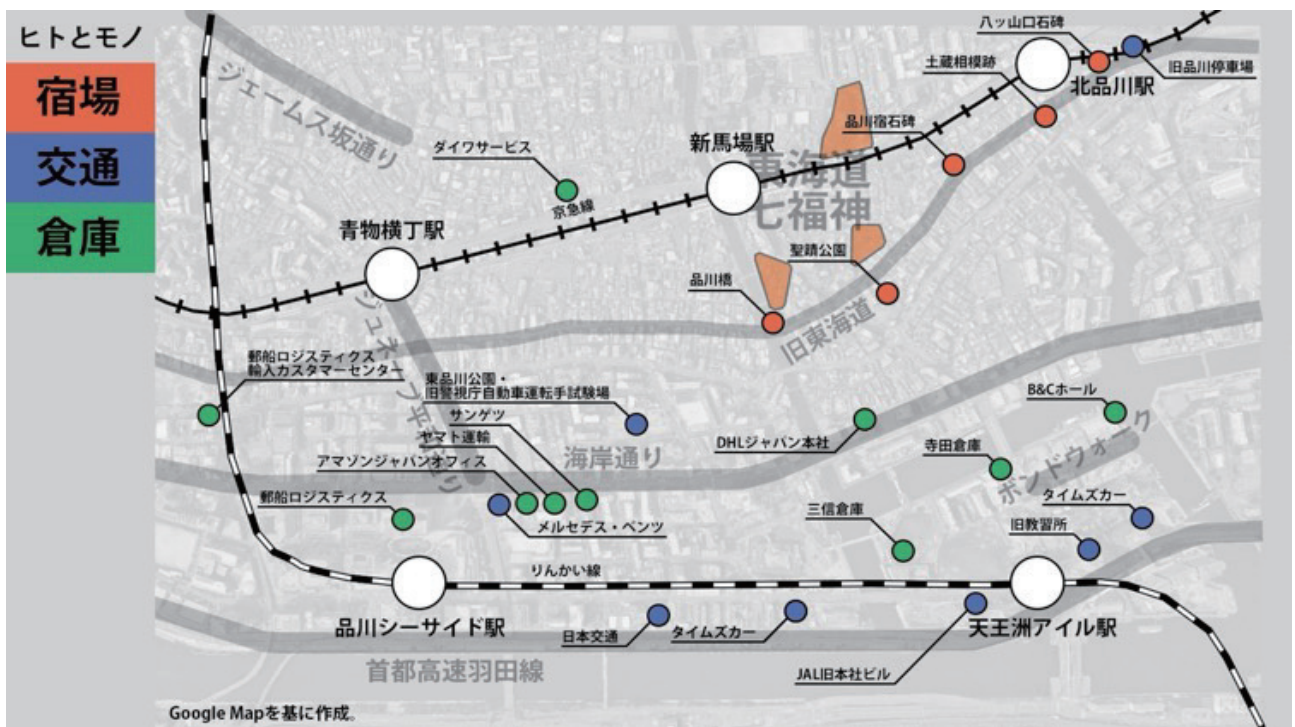 ヒトとモノ
宿場
交通
倉庫
八ッ山口石碑
旧品川停車場
土蔵相模跡
北品川駅
ジェームス坂通り
品川宿石碑
新馬場駅
ダイワサービス
東海道
七福神
京急線
青物横丁駅
聖蹟公園
品川橋
旧東海道
ジュネーブ平和通り
郵船ロジスティクス
輸入カスタマーセンター
東品川公園・
旧警視庁自動車運転手試験場
B&Cホール
サンゲツ
DHLジャパン本社
ヤマト運輸
海岸通り
寺田倉庫
ボンドウォーク
アマゾンジャパンオフィス
郵船ロジスティクス
タイムズカー
メルセデス・ベンツ
三信倉庫
旧教習所
りんかい線
品川シーサイド駅
日本交通
タイムズカー
天王洲アイル駅
首都高速羽田線
JAL旧本社ビル
Google Mapを基に作成。